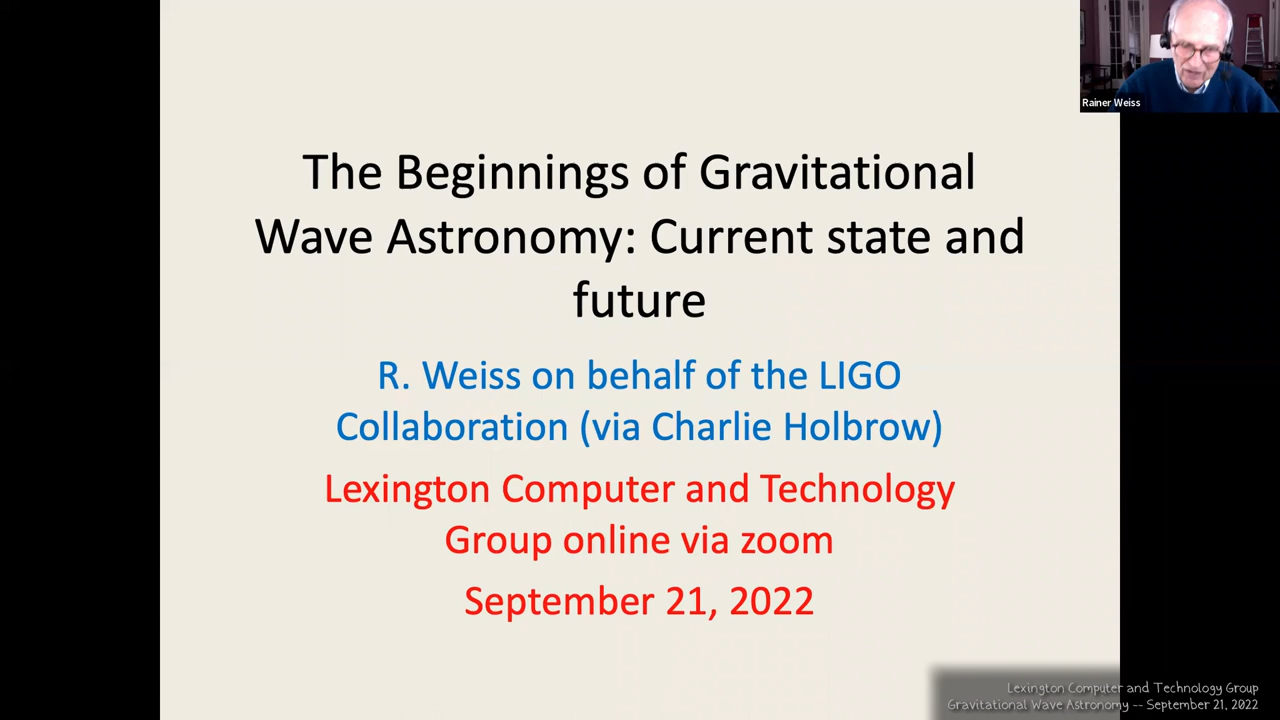 Rainer Weiss
The Beginnings of Gravitational
Wave Astronomy: Current state and
future
R. Weiss on behalf of the LIGO
Collaboration (via Charlie Holbrow)
Lexington Computer and Technology
Group online via zoom
September 21, 2022
Lexington Computer and Technology Group
Gravitational Wave Astronomy -- September 21, 2022